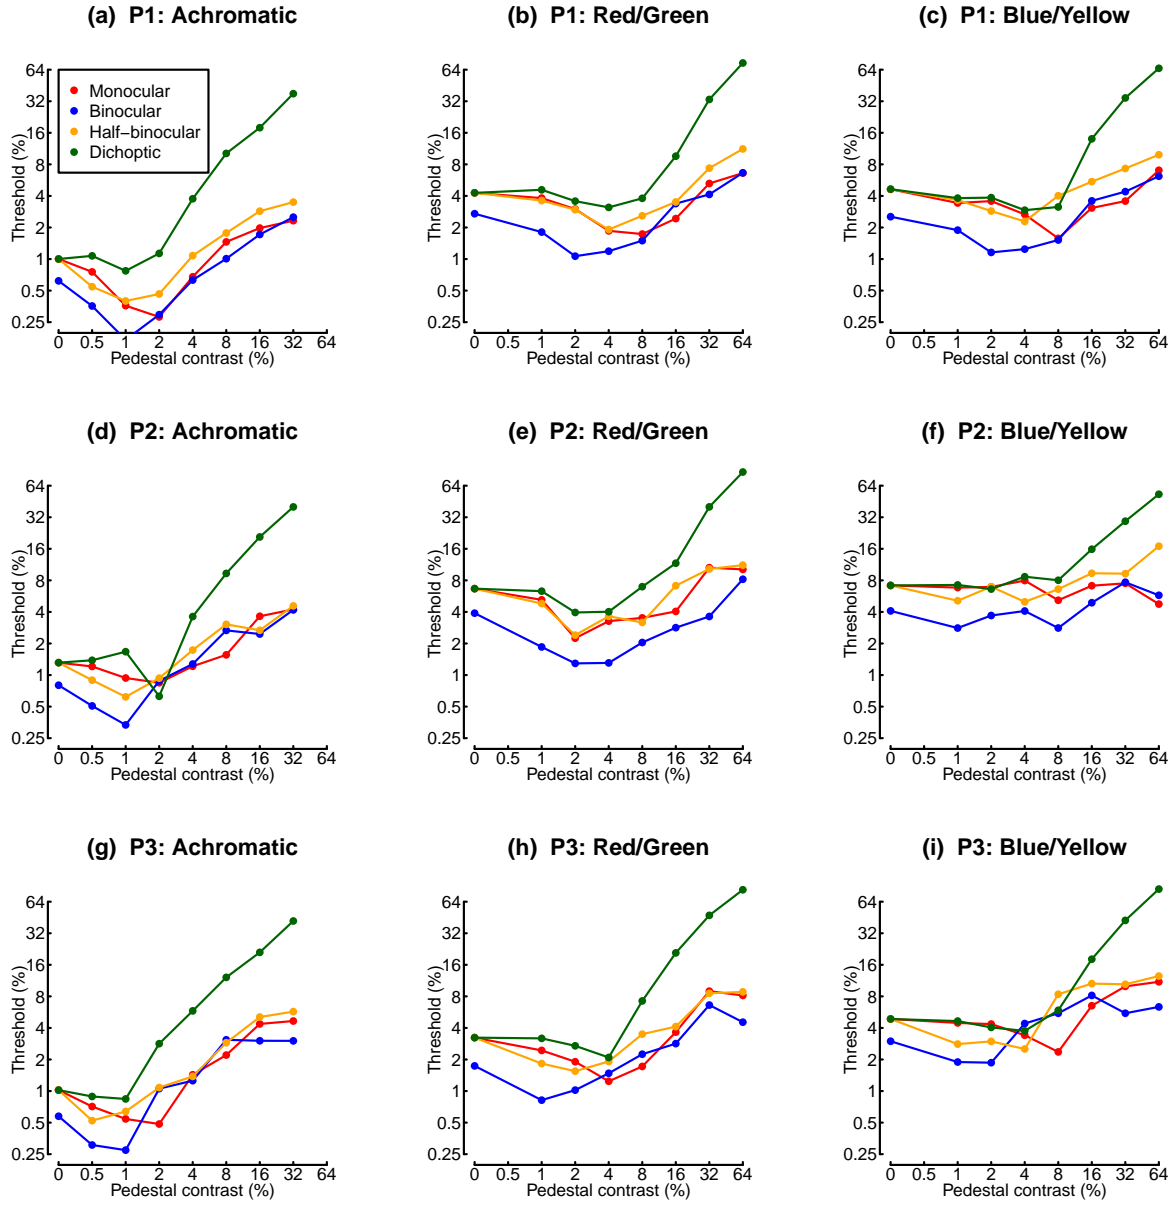 (a) P1: Achromatic
(b) P1: Red/Green
(c) P1: Blue/Yellow
Threshold (%)
64
32
16
8
4
2
1
0.5
0.25
Monocular
Binocular
Half−binocular
Dichoptic
0 0.5 1 2 4 8 16 32 64
Pedestal contrast (%)
Threshold (%)
64
32
16
8
4
2
1
0.5
0.25
0 0.5 1 2 4 8 16 32 64
Pedestal contrast (%)
Threshold (%)
64
32
16
8
4
2
1
0.5
0.25
0 0.5 1 2 4 8 16 32 64
Pedestal contrast (%)
(d) P2: Achromatic
(e) P2: Red/Green
(f) P2: Blue/Yellow
Threshold (%)
64
32
16
8
4
2
1
0.5
0.25
0 0.5 1 2 4 8 16 32 64
Pedestal contrast (%)
Threshold (%)
64
32
16
8
4
2
1
0.5
0.25
0 0.5 1 2 4 8 16 32 64
Pedestal contrast (%)
Threshold (%)
64
32
16
8
4
2
1
0.5
0.25
0 0.5 1 2 4 8 16 32 64
Pedestal contrast (%)
(g) P3: Achromatic
(h) P3: Red/Green
(i) P3: Blue/Yellow
Threshold (%)
64
32
16
8
4
2
1
0.5
0.25
0 0.5 1 2 4 8 16 32 64
Pedestal contrast (%)
Threshold (%)
64
32
16
8
4
2
1
0.5
0.25
0 0.5 1 2 4 8 16 32 64
Pedestal contrast (%)
Threshold (%)
64
32
16
8
4
2
1
0.5
0.25
0 0.5 1 2 4 8 16 32 64
Pedestal contrast (%)